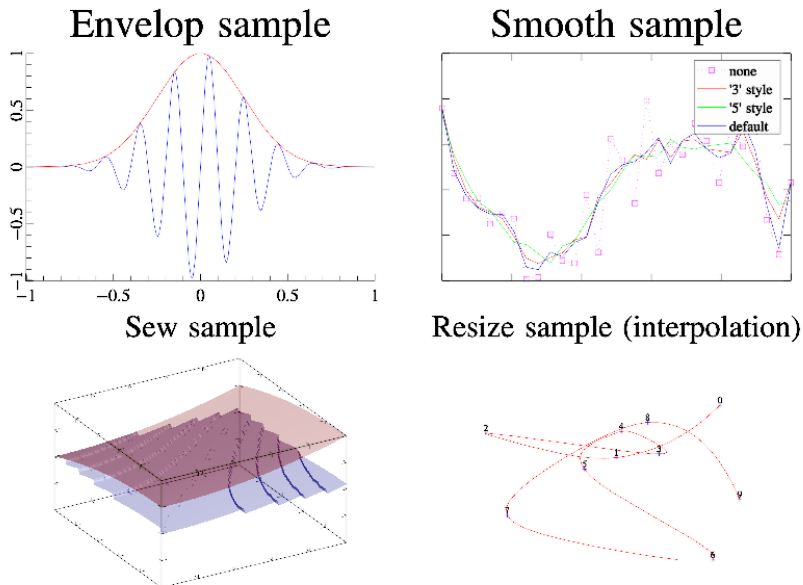 Envelop sample
1
0.5
0
−0.5
−1
−1
−0.5
0
0.5
1
Smooth sample
none
'3' style
'5' style
default
Sew sample
Resize sample (interpolation)
0
8
4
2
1
3
5
9
7
6